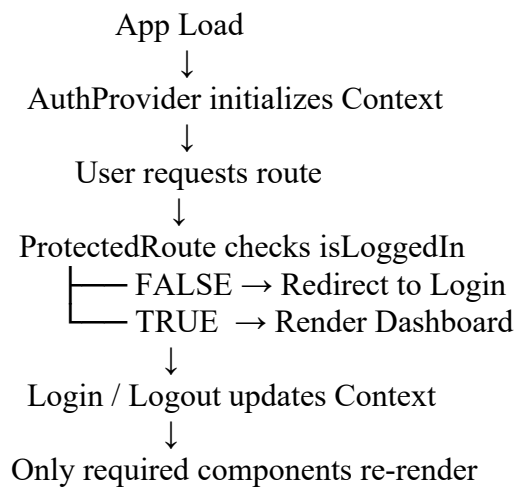 App Load
↓
AuthProvider initializes Context
↓
User requests route
↓
ProtectedRoute checks isLoggedIn
├── FALSE → Redirect to Login
└── TRUE → Render Dashboard
↓
Login / Logout updates Context
↓
Only required components re-render